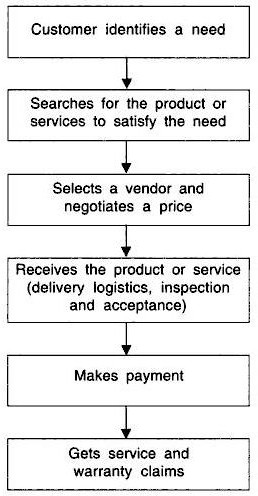 Customer identifies a need
Searches for the product or
services to satisfy the need
Selects a vendor and
negotiates a price
Receives the product or service
(delivery logistics, inspection
and acceptance)
Makes payment
Gets service and
warranty claims